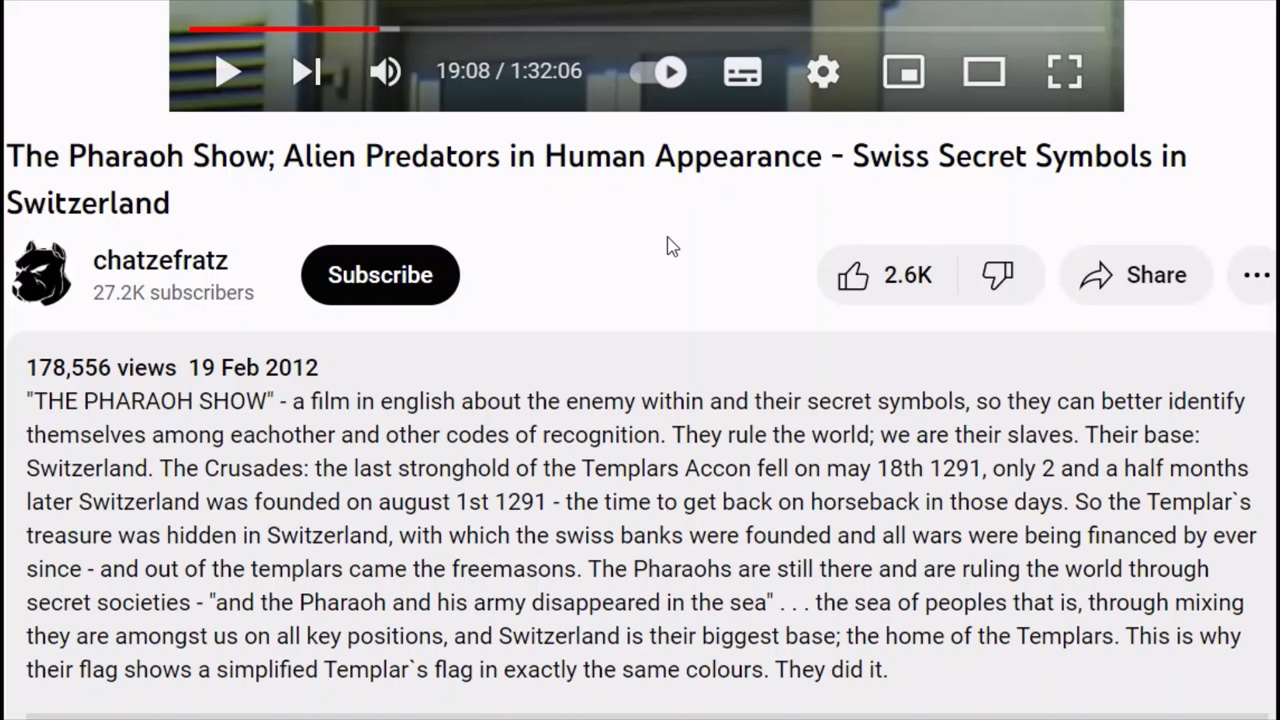 19:08 / 1:32:06
The Pharaoh Show; Alien Predators in Human Appearance - Swiss Secret Symbols in
Switzerland
chatzefratz
27.2K subscribers
Subscribe
2.6K
Share
178,556 views 19 Feb 2012
"THE PHARAOH SHOW" - a film in english about the enemy within and their secret symbols, so they can better identify
themselves among eachother and other codes of recognition. They rule the world; we are their slaves. Their base:
Switzerland. The Crusades: the last stronghold of the Templars Accon fell on may 18th 1291, only 2 and a half months
later Switzerland was founded on august 1st 1291 - the time to get back on horseback in those days. So the Templar`s
treasure was hidden in Switzerland, with which the swiss banks were founded and all wars were being financed by ever
since - and out of the templars came the freemasons. The Pharaohs are still there and are ruling the world through
secret societies - "and the Pharaoh and his army disappeared in the sea" . . . the sea of peoples that is, through mixing
they are amongst us on all key positions, and Switzerland is their biggest base; the home of the Templars. This is why
their flag shows a simplified Templar`s flag in exactly the same colours. They did it.